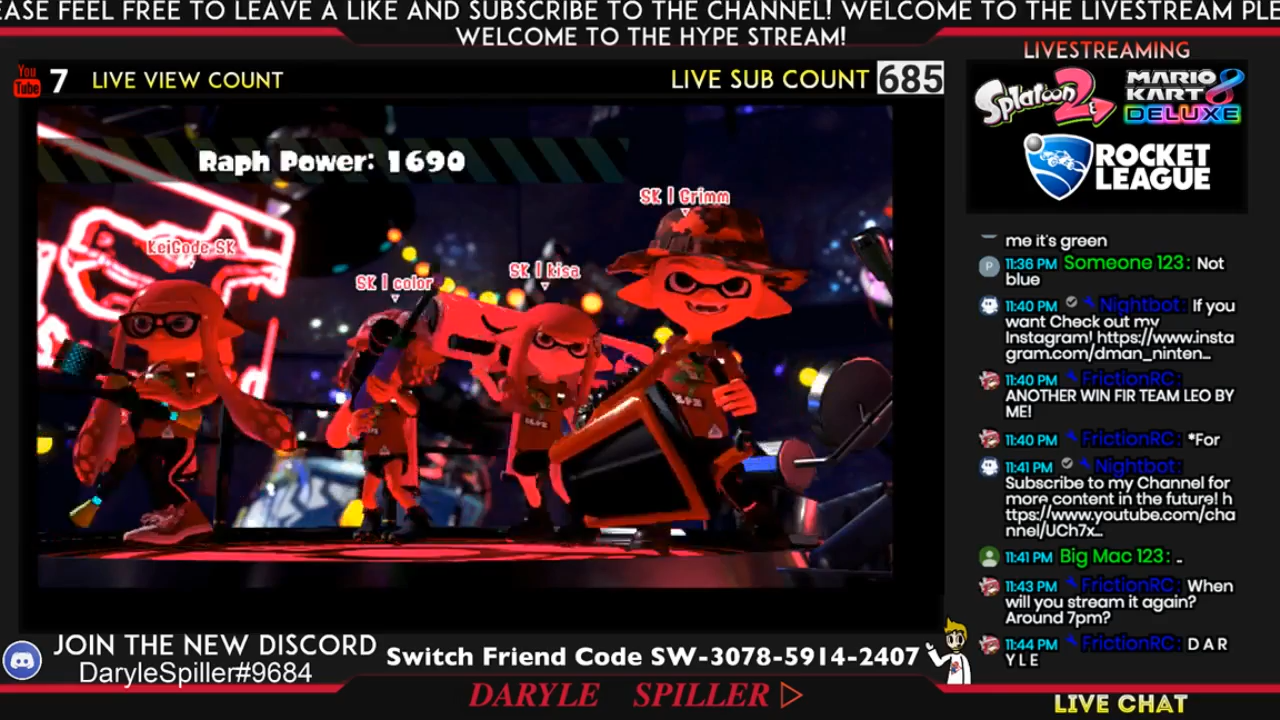 EASE FEEL FREE TO LEAVE A LIKE AND SUBSCRIBE TO THE CHANNEL! WELCOME TO THE LIVESTREAM PLE
WELCOME TO THE HYPE STREAM!
You
Tube
7 LIVE VIEW COUNT
LIVE SUB COUNT 685
Raph Power: 1690
KeiGode SK
SK | color
SK | kisa
SK | Grimm
LIVESTREAMING
Splatoon 2
MARIO
KART 8
DELUXE
ROCKET
LEAGUE
me it's green
11:36 PM Someone 123: Not
blue
11:40 PM Nightbot: If you
want Check out my
Instagram! https://www.insta
gram.com/dman_ninten...
11:40 PM FrictionRC:
ANOTHER WIN FIR TEAM LEO BY
ME!
11:40 PM FrictionRC: *For
11:41 PM Nightbot:
Subscribe to my Channel for
more content in the future! h
ttps://www.youtube.com/cha
nnel/UCh7x...
11:41 PM Big Mac 123: ..
11:43 PM FrictionRC: When
will you stream it again?
Around 7pm?
11:44 PM FrictionRC: D A R
Y L E
JOIN THE NEW DISCORD
DaryleSpiller#9684
Switch Friend Code SW-3078-5914-2407
DARYLE SPILLER
LIVE CHAT